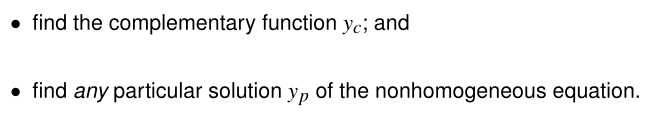 • find the complementary function y_c; and
• find any particular solution y_p of the nonhomogeneous equation.